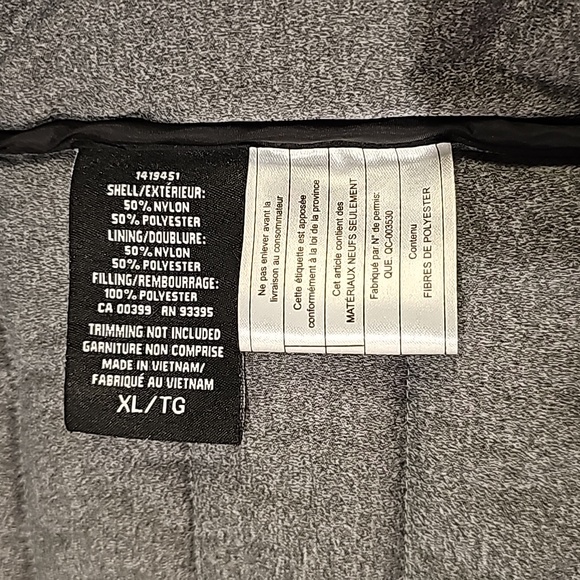 1419451
SHELL/EXTÉRIEUR:
50% NYLON
50% POLYESTER
LINING/DOUBLURE:
50% NYLON
50% POLYESTER
FILLING/REMBOURRAGE:
100% POLYESTER
CA 00399 RN 93395
TRIMMING NOT INCLUDED
GARNITURE NON COMPRISE
MADE IN VIETNAM/
FABRIQUÉ AU VIETNAM
XL/TG
Ne pas enlever avant la
livraison au consommateur
Cette étiquette est apposée
conformément à la loi de la province
Cet article contient des
MATÉRIAUX NEUFS SEULEMENT
Fabriqué par N° de permis:
QUE. QC-003530
Contenu
FIBRES DE POLYESTER